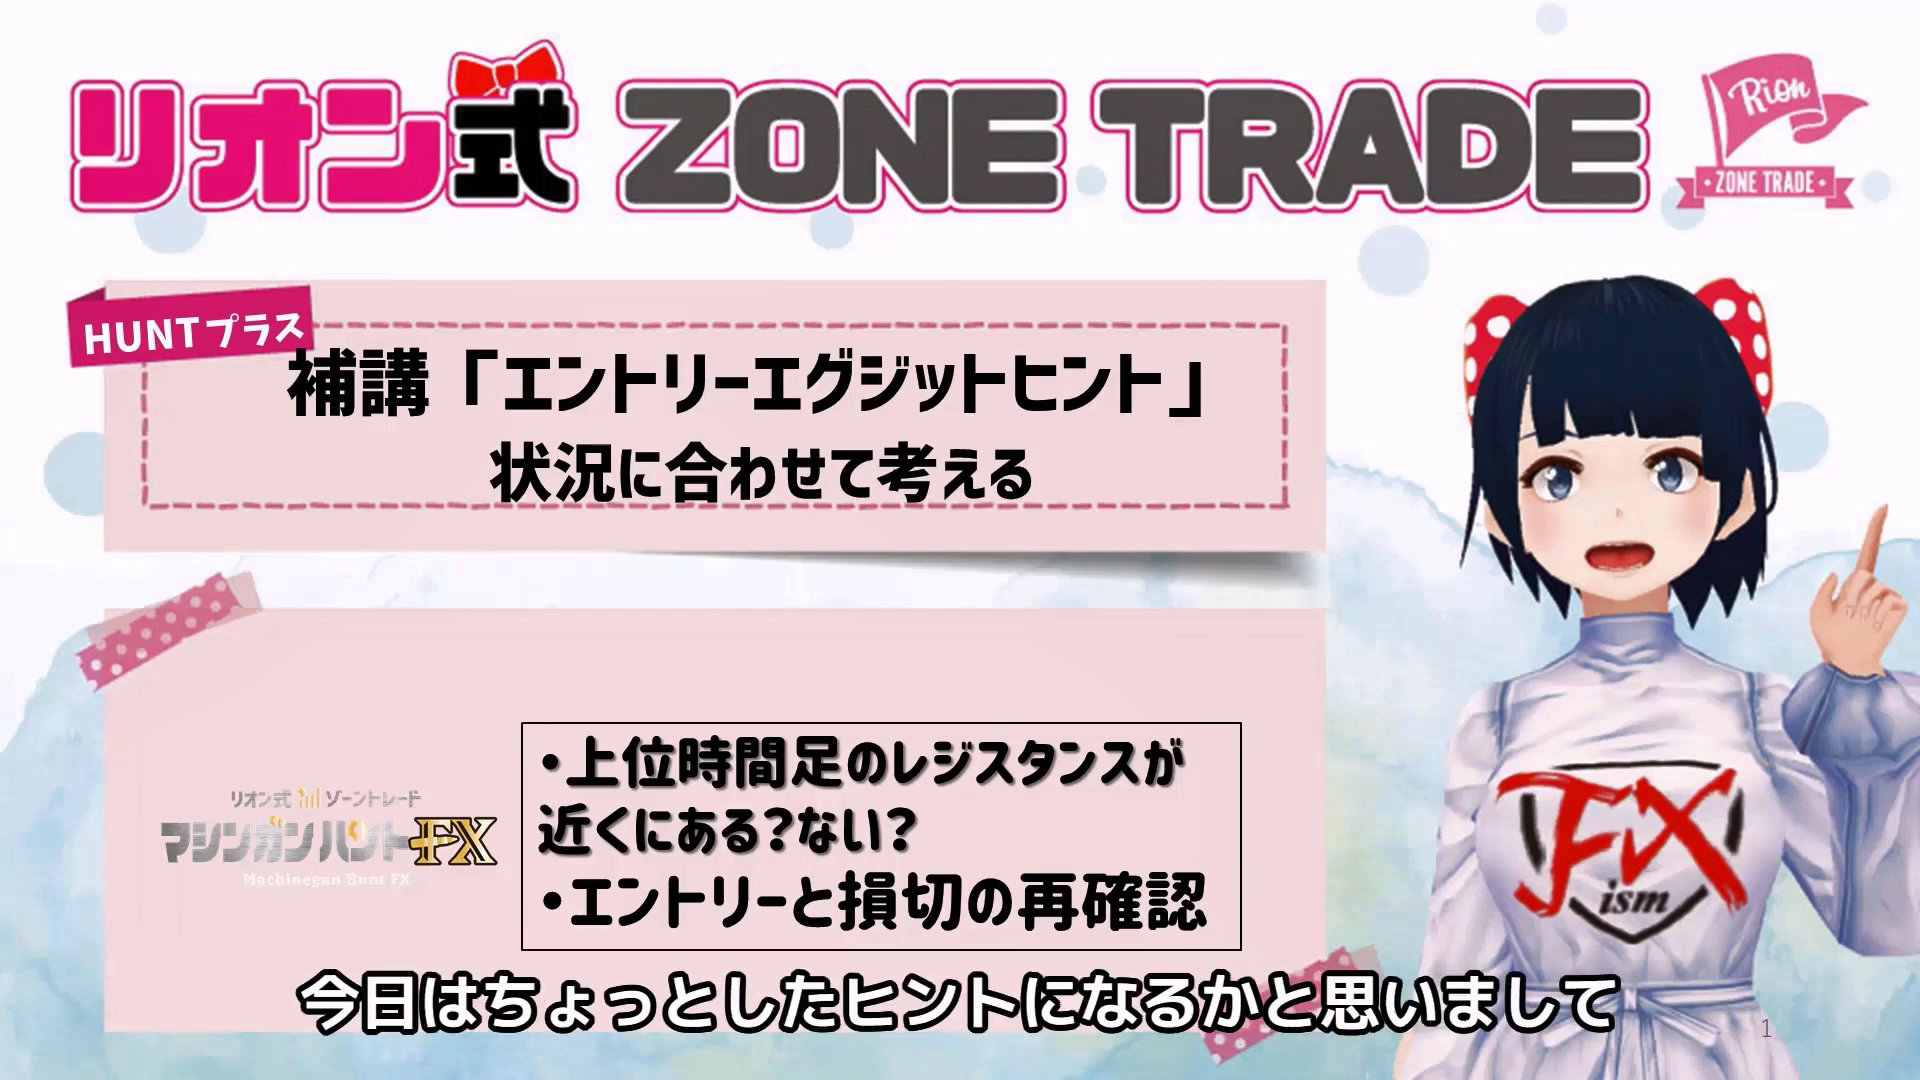 リオン式 ZONE TRADE
Rion
・ZONE TRADE・
HUNTプラス
補講「エントリーエグジットヒント」
状況に合わせて考える
・上位時間足のレジスタンスが
近くにある?ない?
・エントリーと損切の再確認
リオン式 ゾーントレード
マシンガンハントFX
Machinegun Hunt FX
FX
ism
今日はちょっとしたヒントになるかと思いまして
1